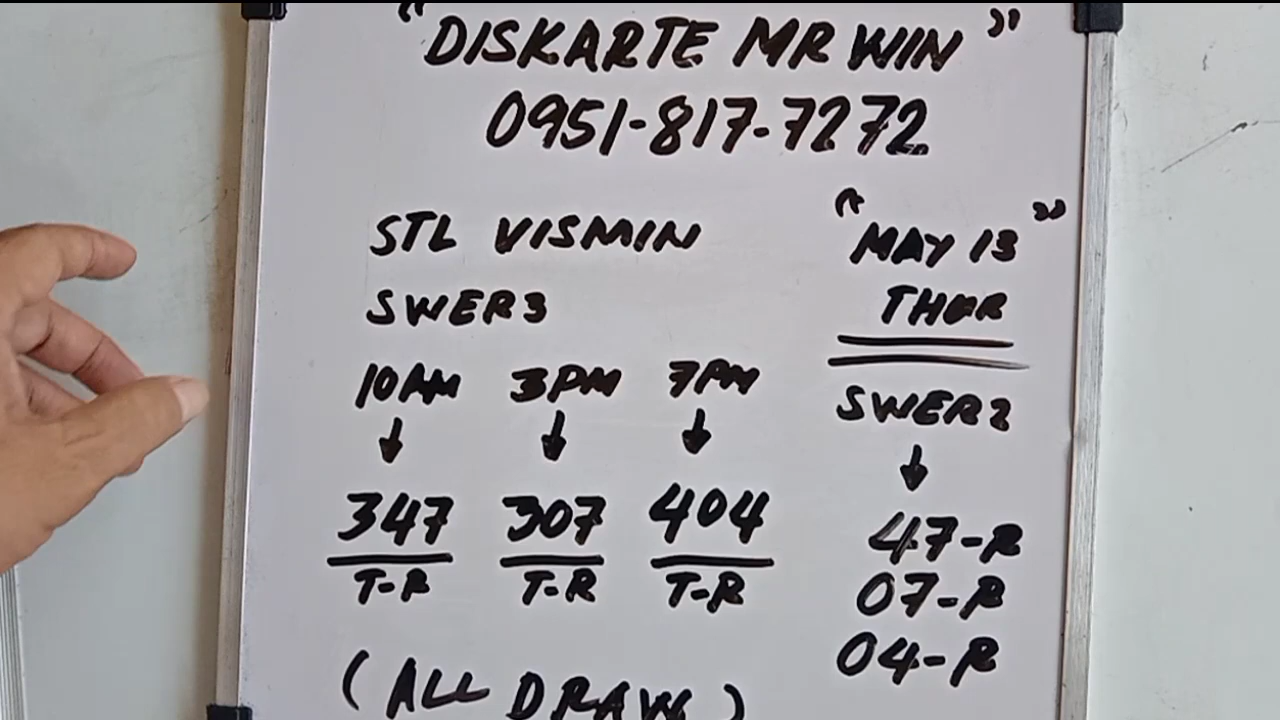 "DISKARTE MR WIN"
0951-817-7272
STL VISMIN
SWER3
10AM 3PM 7PM
347 307 404
T-R T-R T-R
(ALL DRAW)
"MAY 13"
THUR
SWER2
47-R
07-R
04-R